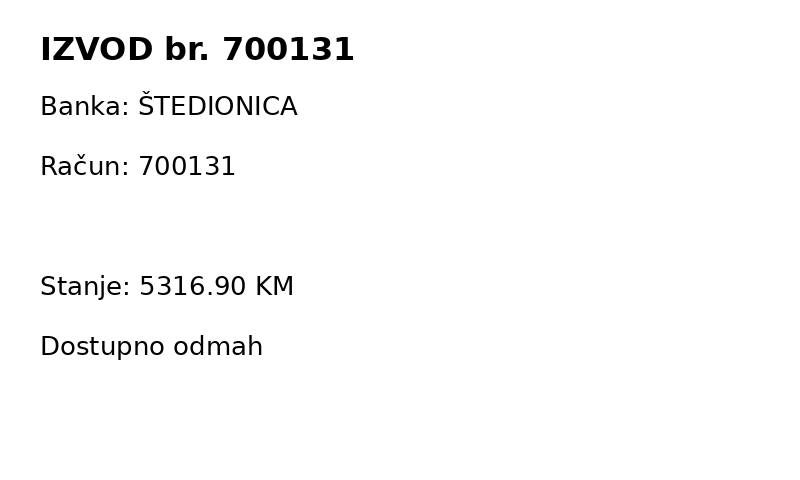 IZVOD br. 700131
Banka: ŠTEDIONICA
Račun: 700131
Stanje: 5316.90 KM
Dostupno odmah